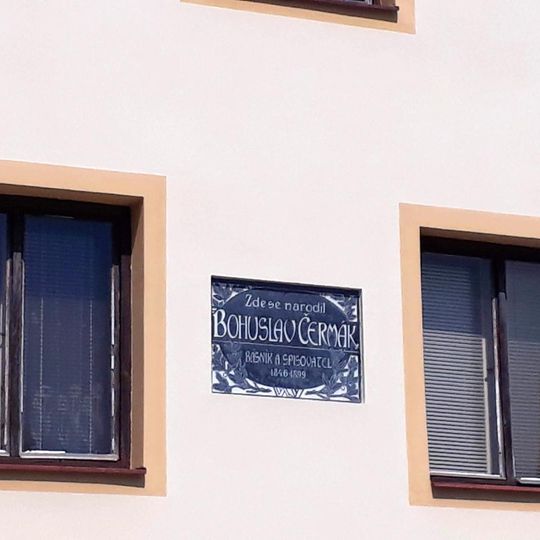 Zde se narodil
BOHUSLAV ČERMÁK
BÁSNÍK A SPISOVATEL
1846-1899